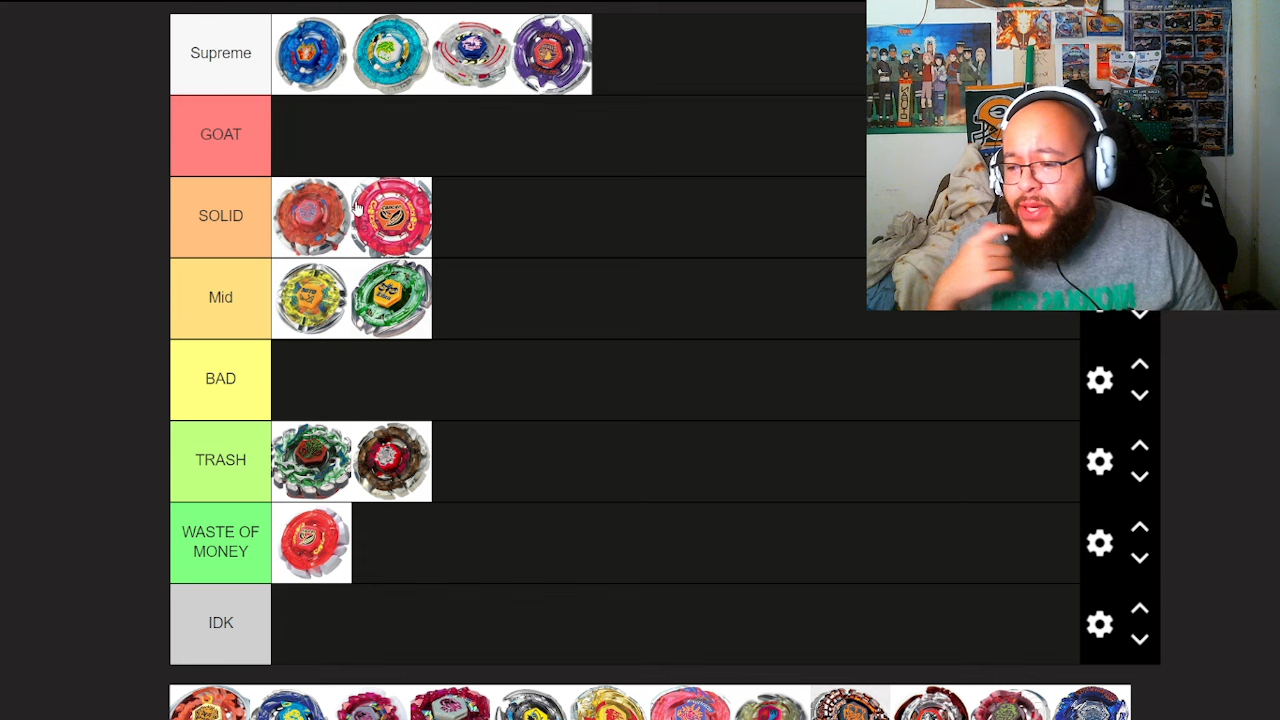 Supreme
GOAT
SOLID
Mid
BAD
TRASH
WASTE OF
MONEY
IDK